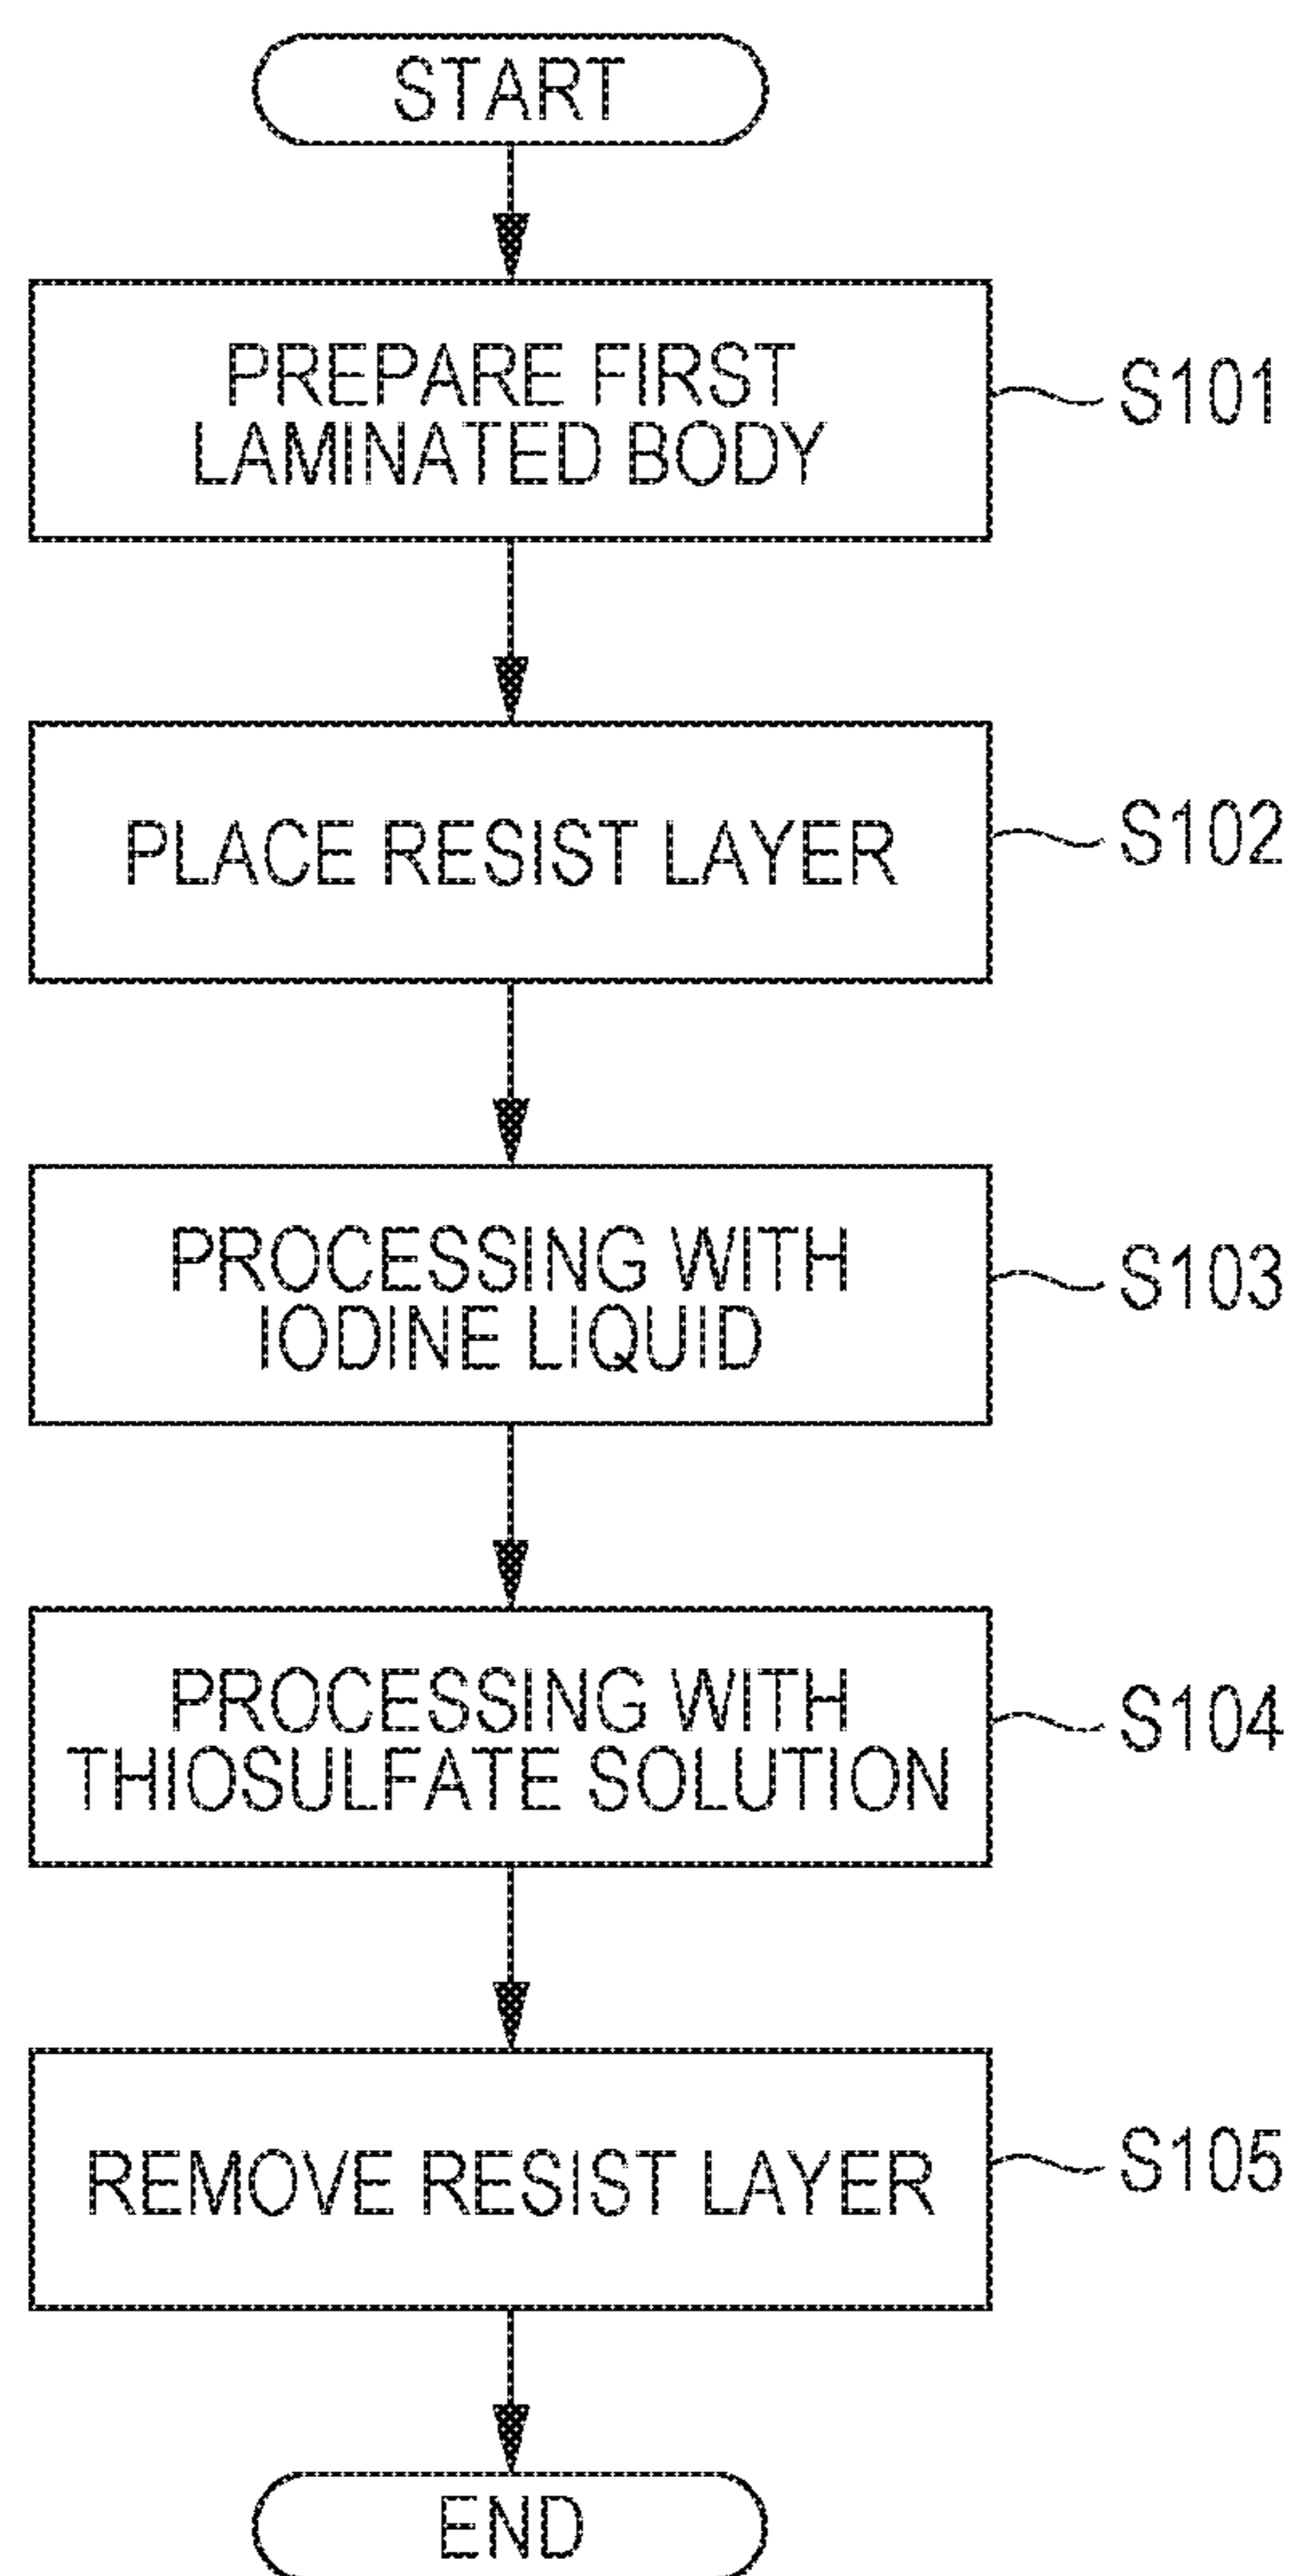 START
PREPARE FIRST
LAMINATED BODY
S101
PLACE RESIST LAYER
S102
PROCESSING WITH
IODINE LIQUID
S103
PROCESSING WITH
THIOSULFATE SOLUTION
S104
REMOVE RESIST LAYER
S105
END